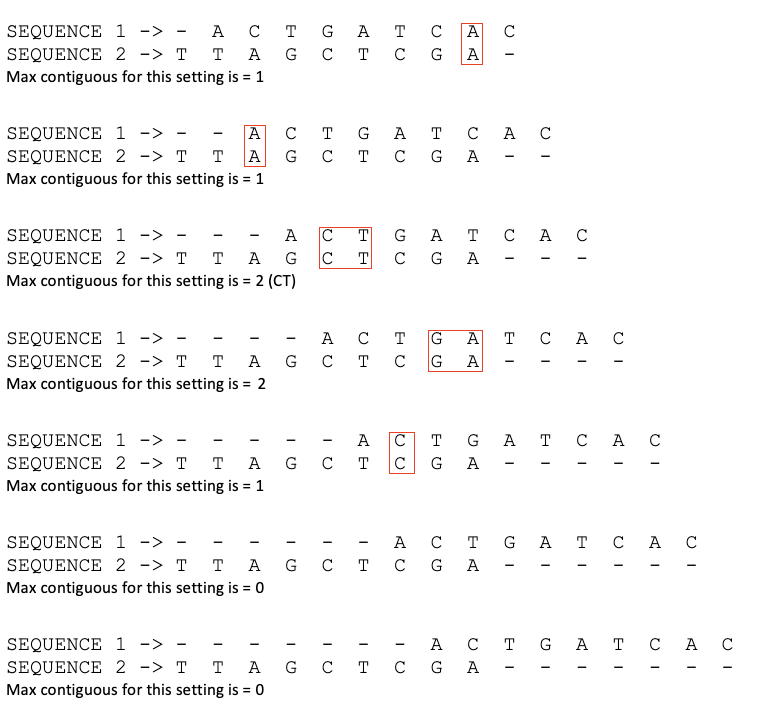 SEQUENCE 1 -> - A C T G A T C A C
SEQUENCE 2 -> T T A G C T C G A -
Max contiguous for this setting is = 1
SEQUENCE 1 -> - - A C T G A T C A C
SEQUENCE 2 -> T T A G C T C G A - -
Max contiguous for this setting is = 1
SEQUENCE 1 -> - - - A C T G A T C A C
SEQUENCE 2 -> T T A G C T C G A - - -
Max contiguous for this setting is = 2 (CT)
SEQUENCE 1 -> - - - - A C T G A T C A C
SEQUENCE 2 -> T T A G C T C G A - - - -
Max contiguous for this setting is = 2
SEQUENCE 1 -> - - - - - A C T G A T C A C
SEQUENCE 2 -> T T A G C T C G A - - - - -
Max contiguous for this setting is = 1
SEQUENCE 1 -> - - - - - - A C T G A T C A C
SEQUENCE 2 -> T T A G C T C G A - - - - - -
Max contiguous for this setting is = 0
SEQUENCE 1 -> - - - - - - - A C T G A T C A C
SEQUENCE 2 -> T T A G C T C G A - - - - - - -
Max contiguous for this setting is = 0